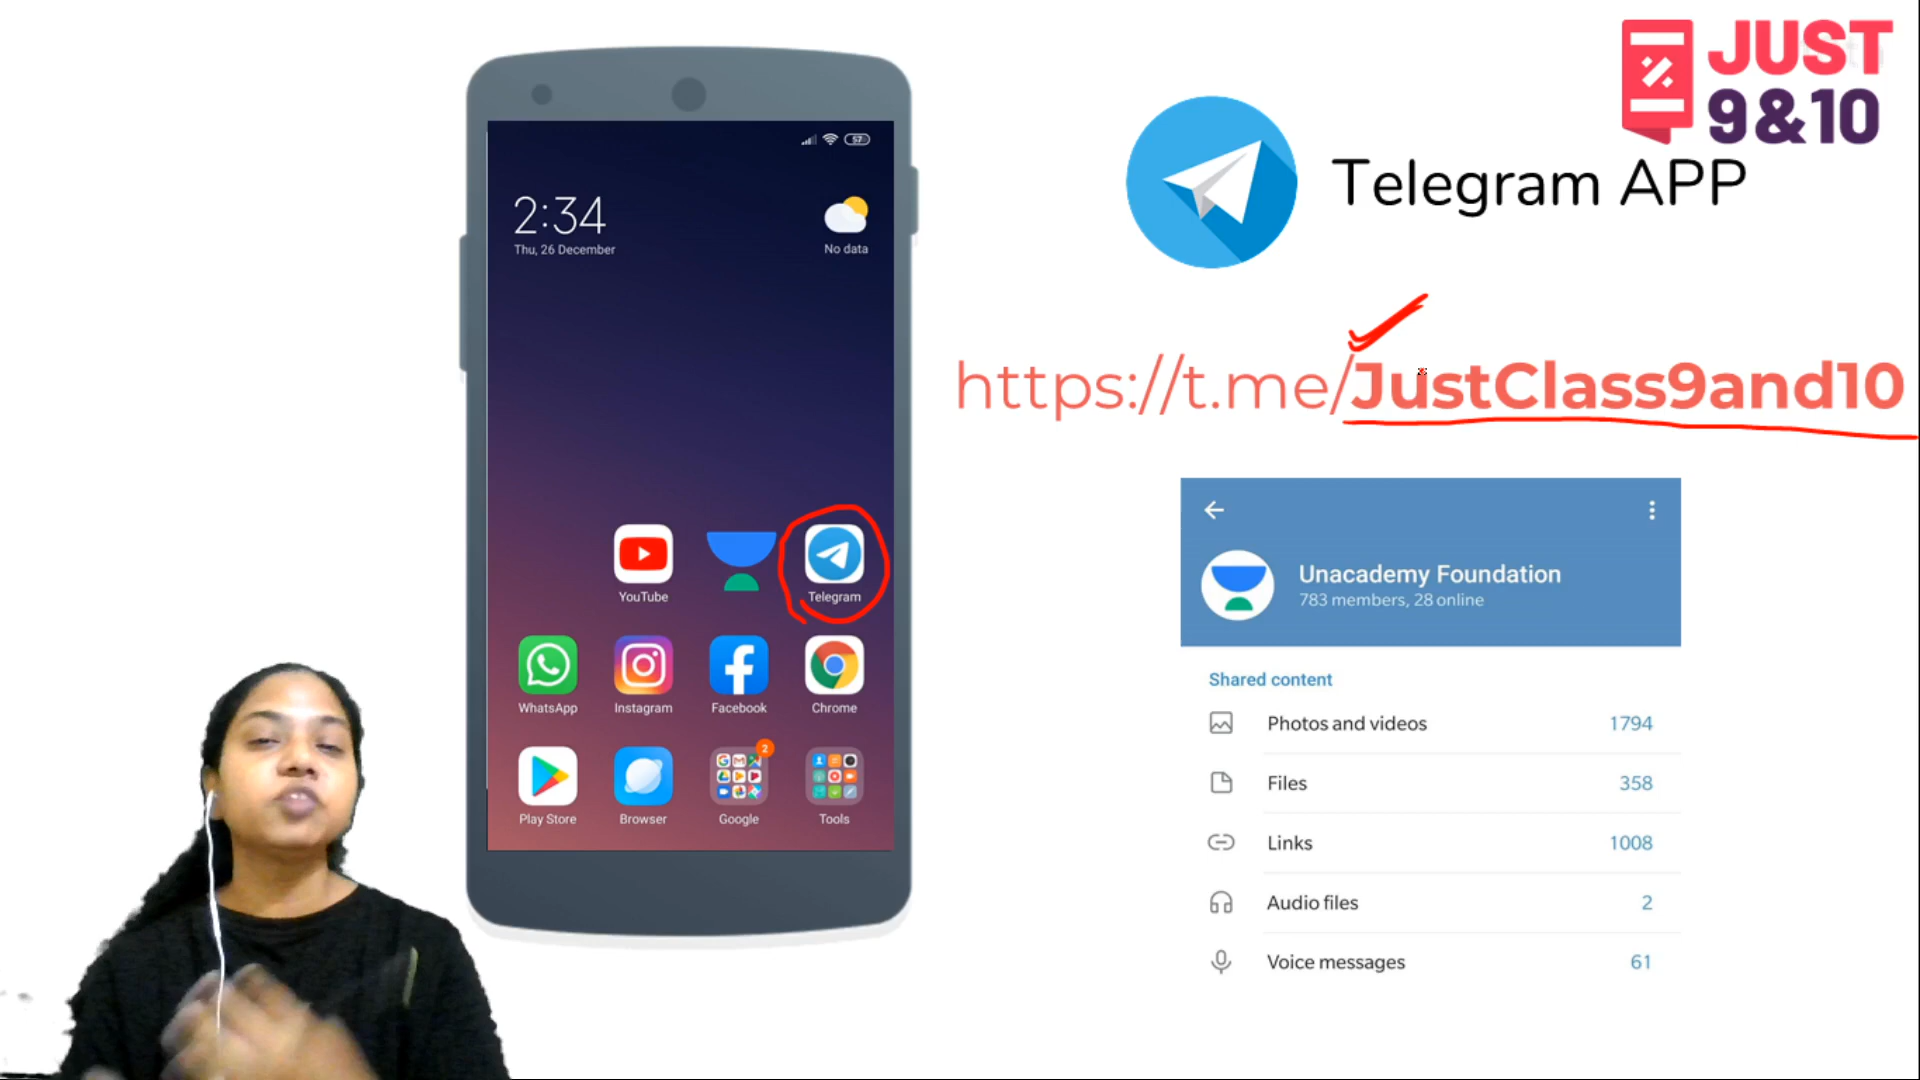 JUST
9&10
Telegram APP
https://t.me/JustClass9and10
57
2:34
Thu, 26 December
No data
YouTube
Telegram
WhatsApp
Instagram
Facebook
Chrome
2
Play Store
Browser
Google
Tools
Unacademy Foundation
783 members, 28 online
Shared content
Photos and videos 1794
Files 358
Links 1008
Audio files 2
Voice messages 61